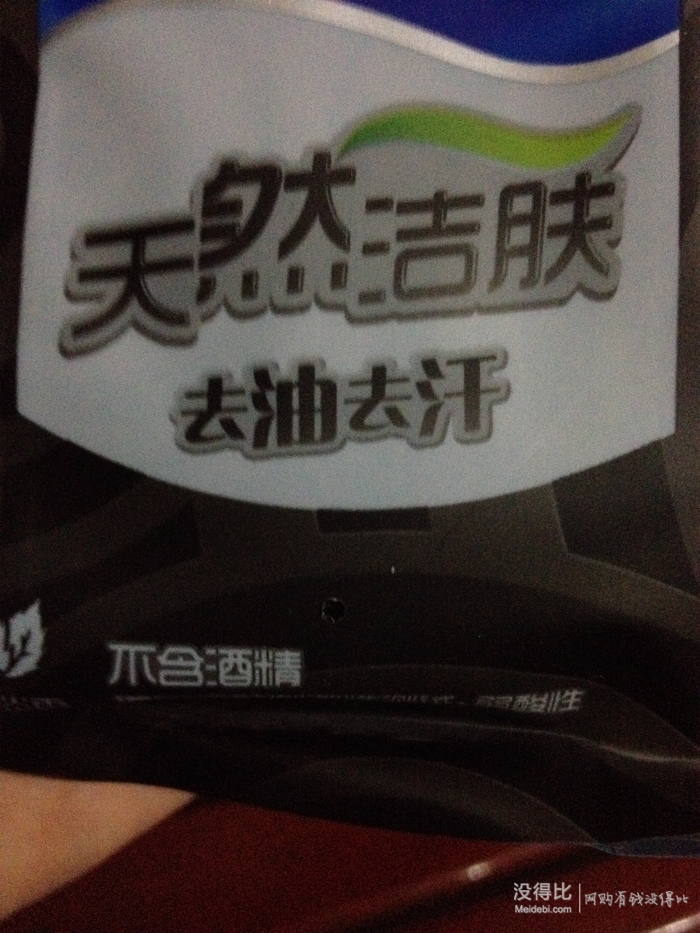 天然洁肤
去油去汗
不含酒精
弱酸性
没得比
Meidebi.com
网购有钱没得比